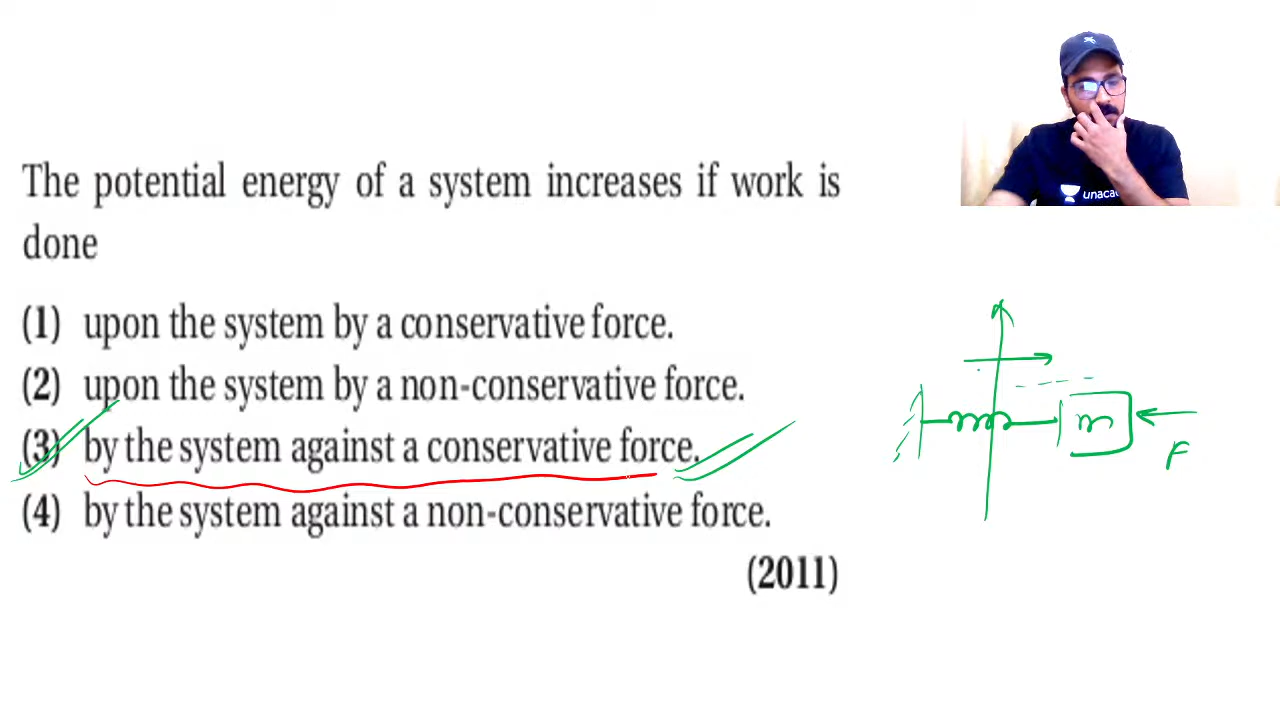 The potential energy of a system increases if work is
done
(1) upon the system by a conservative force.
(2) upon the system by a non-conservative force.
(3) by the system against a conservative force.
(4) by the system against a non-conservative force.
(2011)
m
F